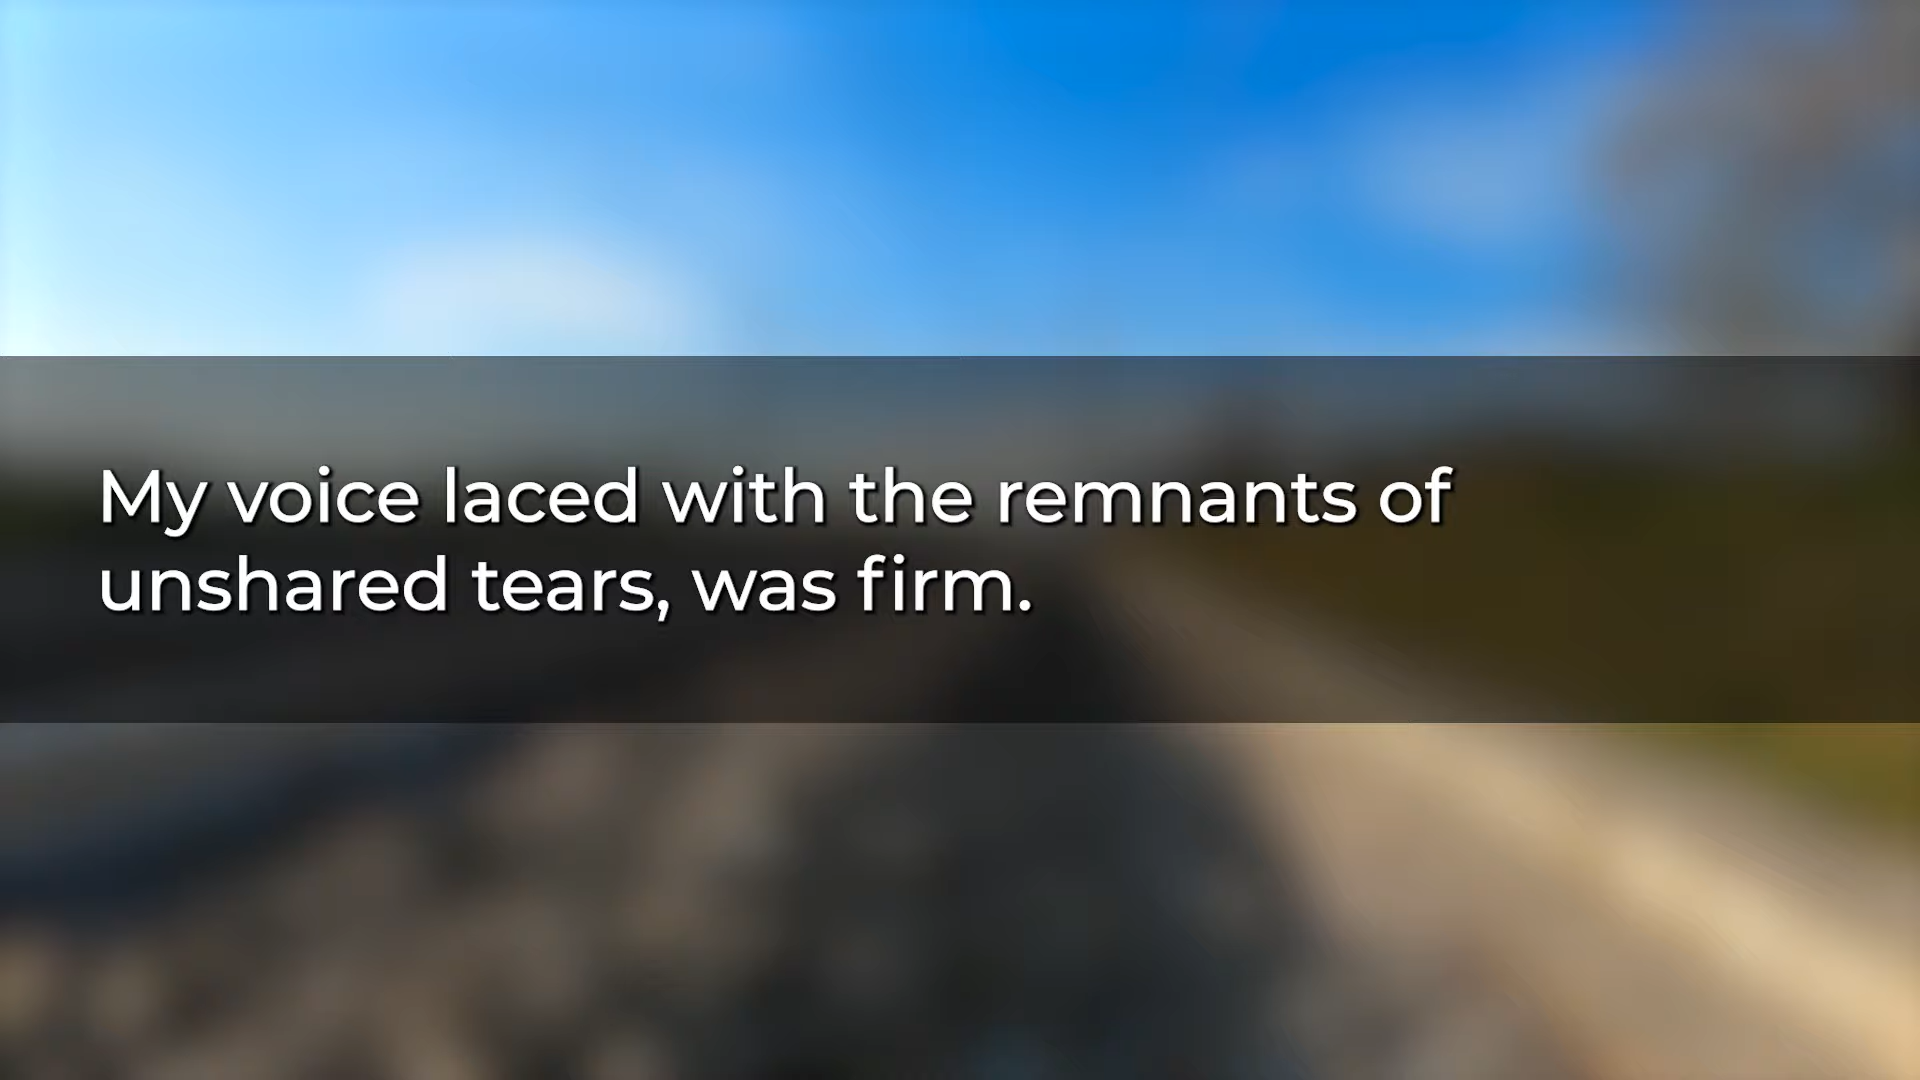 My voice laced with the remnants of
unshared tears, was firm.